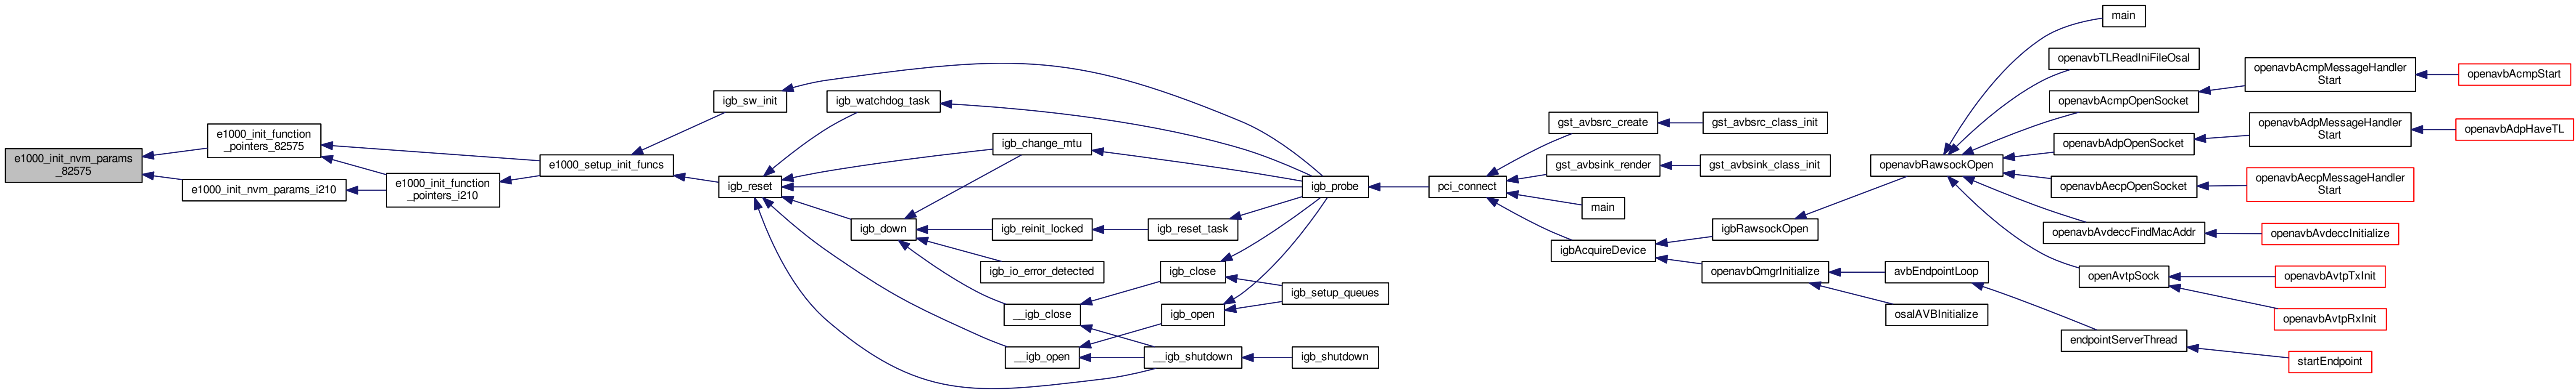 e1000_init_nvm_params
_82575
e1000_init_function
_pointers_82575
e1000_init_nvm_params_i210
e1000_init_function
_pointers_i210
e1000_setup_init_funcs
igb_sw_init
igb_reset
igb_watchdog_task
igb_change_mtu
igb_down
igb_reinit_locked
igb_io_error_detected
__igb_close
__igb_open
igb_reset_task
igb_close
igb_open
__igb_shutdown
igb_probe
igb_setup_queues
igb_shutdown
pci_connect
gst_avbsrc_create
gst_avbsink_render
main
igbAcquireDevice
gst_avbsrc_class_init
gst_avbsink_class_init
igbRawsockOpen
openavbQmgrInitialize
openavbRawsockOpen
avbEndpointLoop
osalAVBInitialize
main
openavbTLReadIniFileOsal
openavbAcmpOpenSocket
openavbAdpOpenSocket
openavbAecpOpenSocket
openavbAvdeccFindMacAddr
openAvtpSock
endpointServerThread
openavbAcmpMessageHandler
Start
openavbAdpMessageHandler
Start
openavbAecpMessageHandler
Start
openavbAvdeccInitialize
openavbAvtpTxInit
openavbAvtpRxInit
startEndpoint
openavbAcmpStart
openavbAdpHaveTL